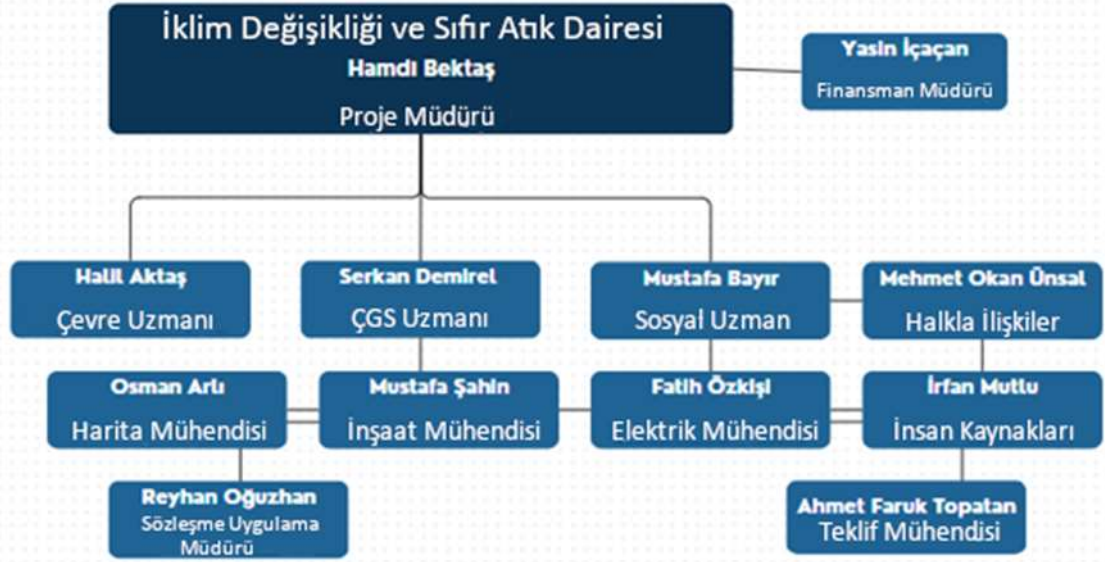 İklim Değişikliği ve Sıfır Atık Dairesi
Hamdi Bektaş
Proje Müdürü
Yasin İçaçan
Finansman Müdürü
Halil Aktaş
Çevre Uzmanı
Serkan Demirel
ÇGS Uzmanı
Mustafa Bayır
Sosyal Uzman
Mehmet Okan Ünsal
Halkla İlişkiler
Osman Arlı
Harita Mühendisi
Mustafa Şahin
İnşaat Mühendisi
Fatih Özkişi
Elektrik Mühendisi
İrfan Mutlu
İnsan Kaynakları
Reyhan Oğuzhan
Sözleşme Uygulama
Müdürü
Ahmet Faruk Topatan
Teklif Mühendisi